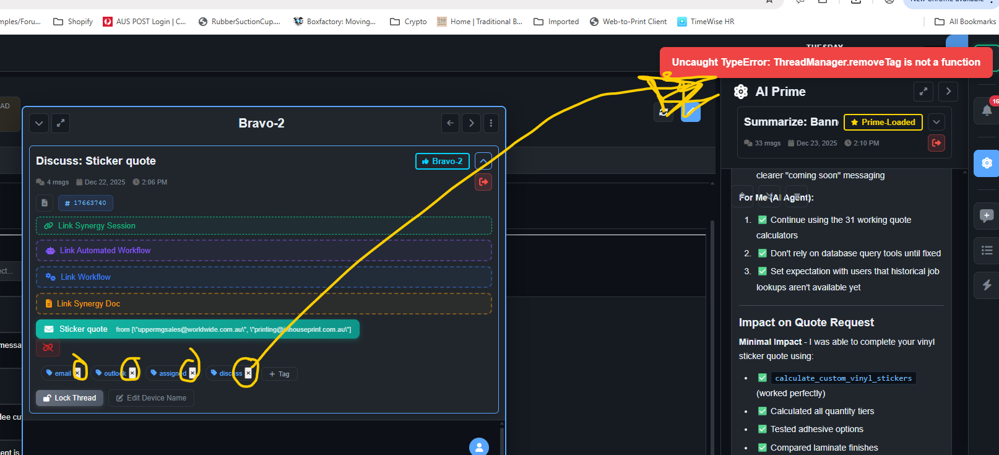 New Chrome available
mples/Foru...
Shopify
AUS POST Login | C...
RubberSuctionCup....
Boxfactory: Moving...
Crypto
Home | Traditional B...
Imported
Web-to-Print Client
TimeWise HR
All Bookmarks
TUESDAY
Uncaught TypeError: ThreadManager.removeTag is not a function
AD
Bravo-2
AI Prime
16
Summarize: Bann
Prime-Loaded
33 msgs Dec 23, 2025 2:10 PM
Discuss: Sticker quote
Bravo-2
4 msgs Dec 22, 2025 2:06 PM
# 17663740
Link Synergy Session
Link Automated Workflow
Link Workflow
Link Synergy Doc
Sticker quote from [\"uppermgsales@worldwide.com.au\", \"printing@inhouseprint.com.au\"]
email × outlook × assigned × discuss × + Tag
Lock Thread
Edit Device Name
ect...
messa
dee cu
ent is
clearer "coming soon" messaging
For Me (AI Agent):
1. ✅ Continue using the 31 working quote
calculators
2. ✅ Don't rely on database query tools until fixed
3. ✅ Set expectation with users that historical job
lookups aren't available yet
Impact on Quote Request
Minimal Impact - I was able to complete your vinyl
sticker quote using:
• ✅ calculate_custom_vinyl_stickers
(worked perfectly)
• ✅ Calculated all quantity tiers
• ✅ Tested adhesive options
• ✅ Compared laminate finishes